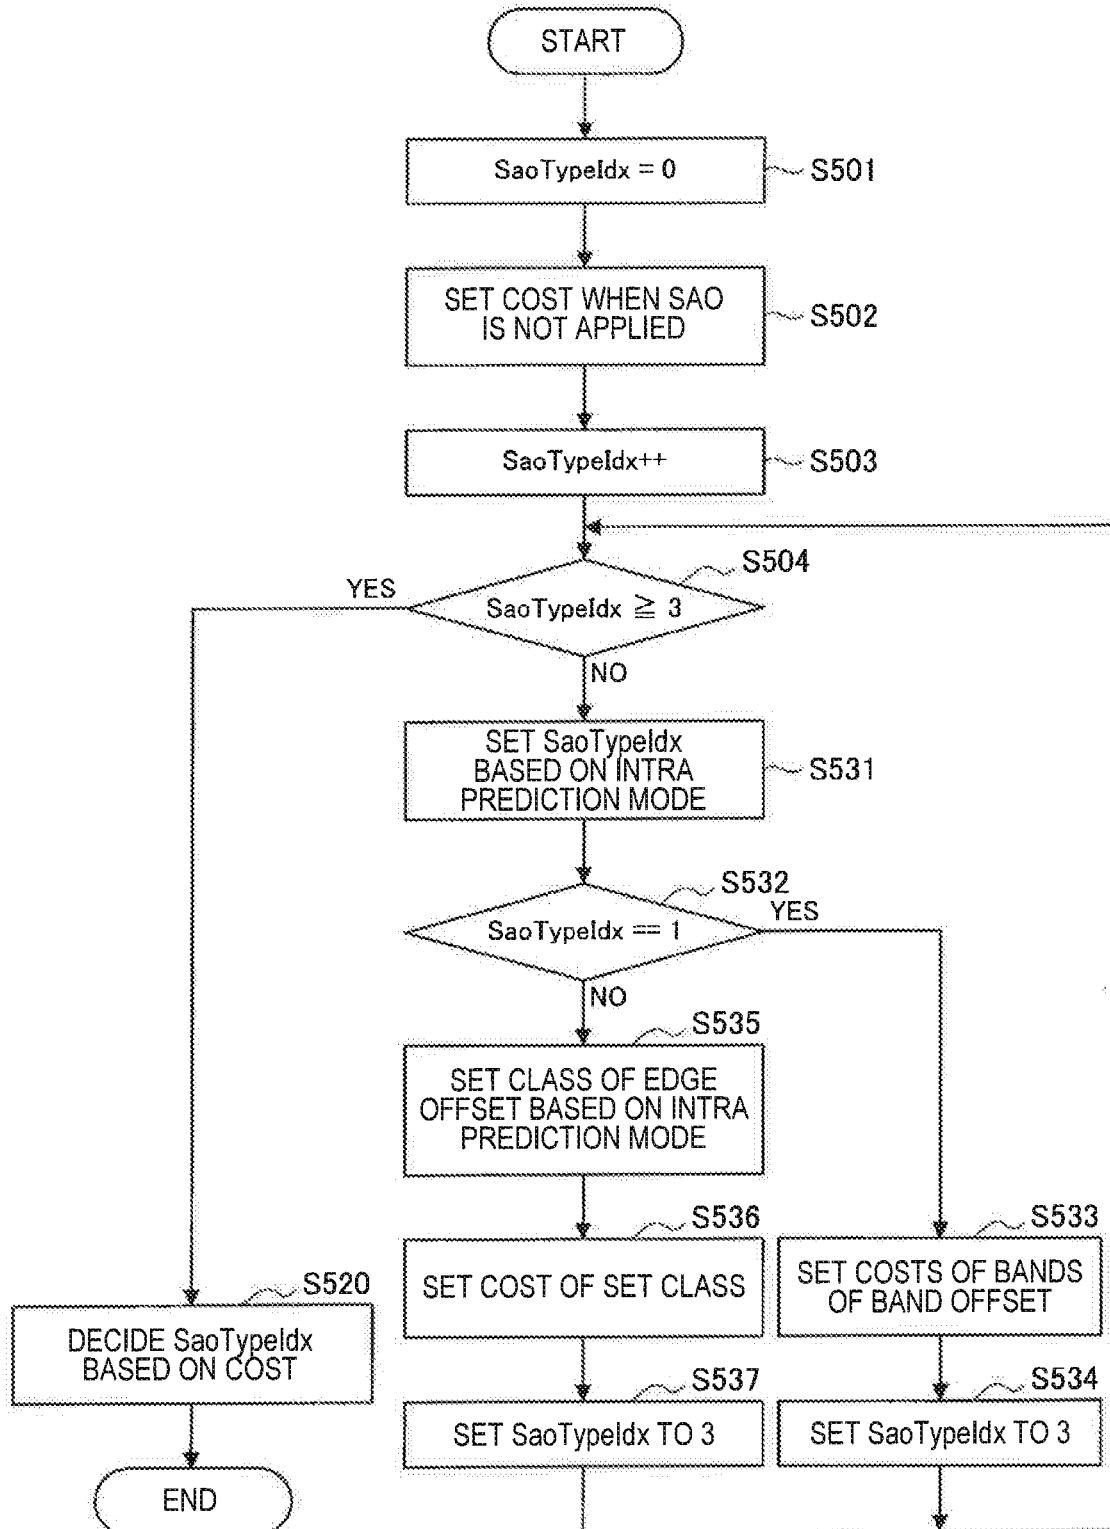 START
SaoTypeIdx = 0
S501
SET COST WHEN SAO
IS NOT APPLIED
S502
SaoTypeIdx++
S503
S504
YES
SaoTypeIdx ≧ 3
NO
SET SaoTypeIdx
BASED ON INTRA
PREDICTION MODE
S531
S532
YES
SaoTypeIdx == 1
NO
S535
SET CLASS OF EDGE
OFFSET BASED ON INTRA
PREDICTION MODE
S536
SET COST OF SET CLASS
S533
SET COSTS OF BANDS
OF BAND OFFSET
S520
DECIDE SaoTypeIdx
BASED ON COST
S537
SET SaoTypeIdx TO 3
S534
SET SaoTypeIdx TO 3
END